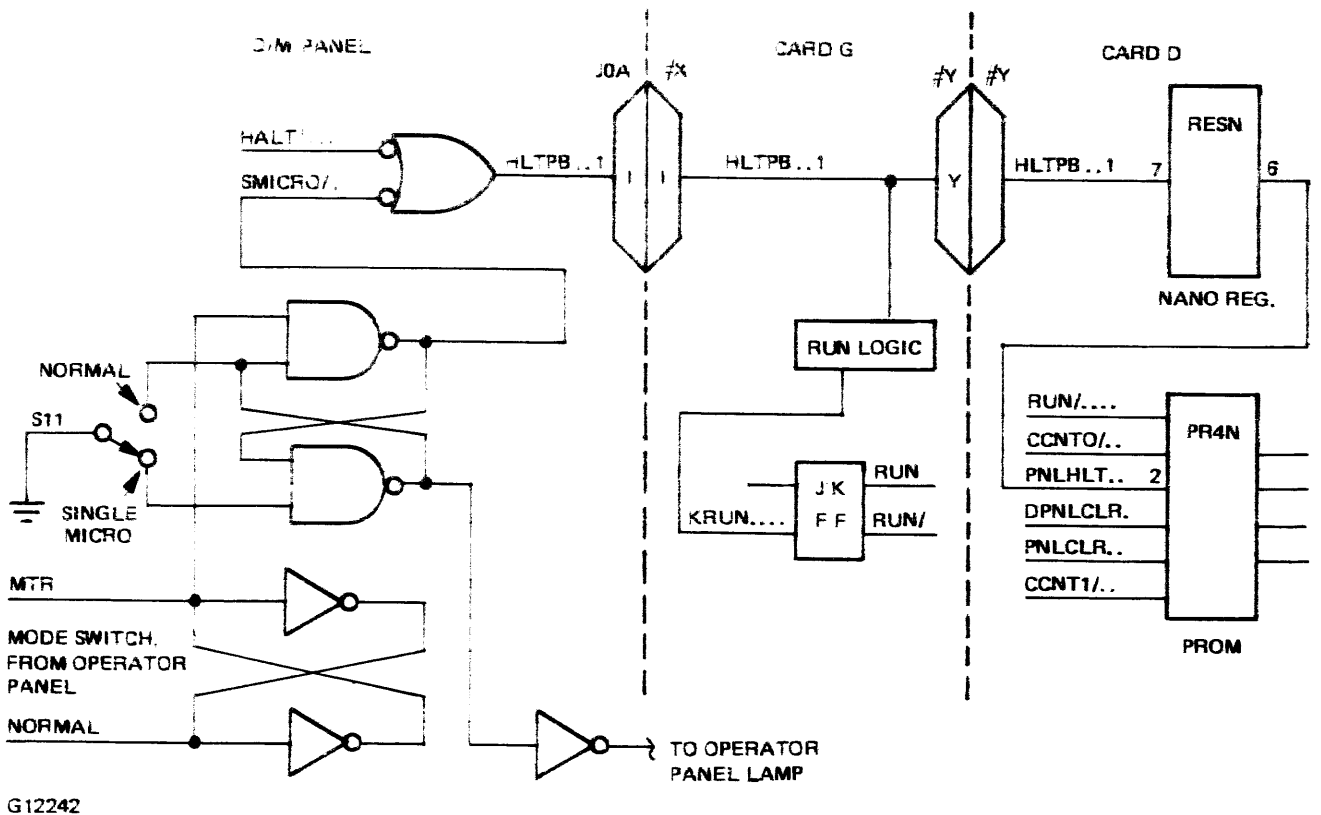 PANEL
CARD G
CARD D
J0A
#X
#Y
#Y
RESN
SMICRO/..
HLTPB..1
I
I
HLTPB..1
Y
HLTPB..1
7
6
NANO REG.
RUN LOGIC
NORMAL
S11
SINGLE
MICRO
RUN/....
CCNT0/..
PNLHLT..
2
DPNLCLR.
PNLCLR..
CCNT1/..
PR4N
PROM
JK
FF
RUN
RUN/
KRUN....
MTR
MODE SWITCH,
FROM OPERATOR
PANEL
NORMAL
TO OPERATOR
PANEL LAMP
G12242